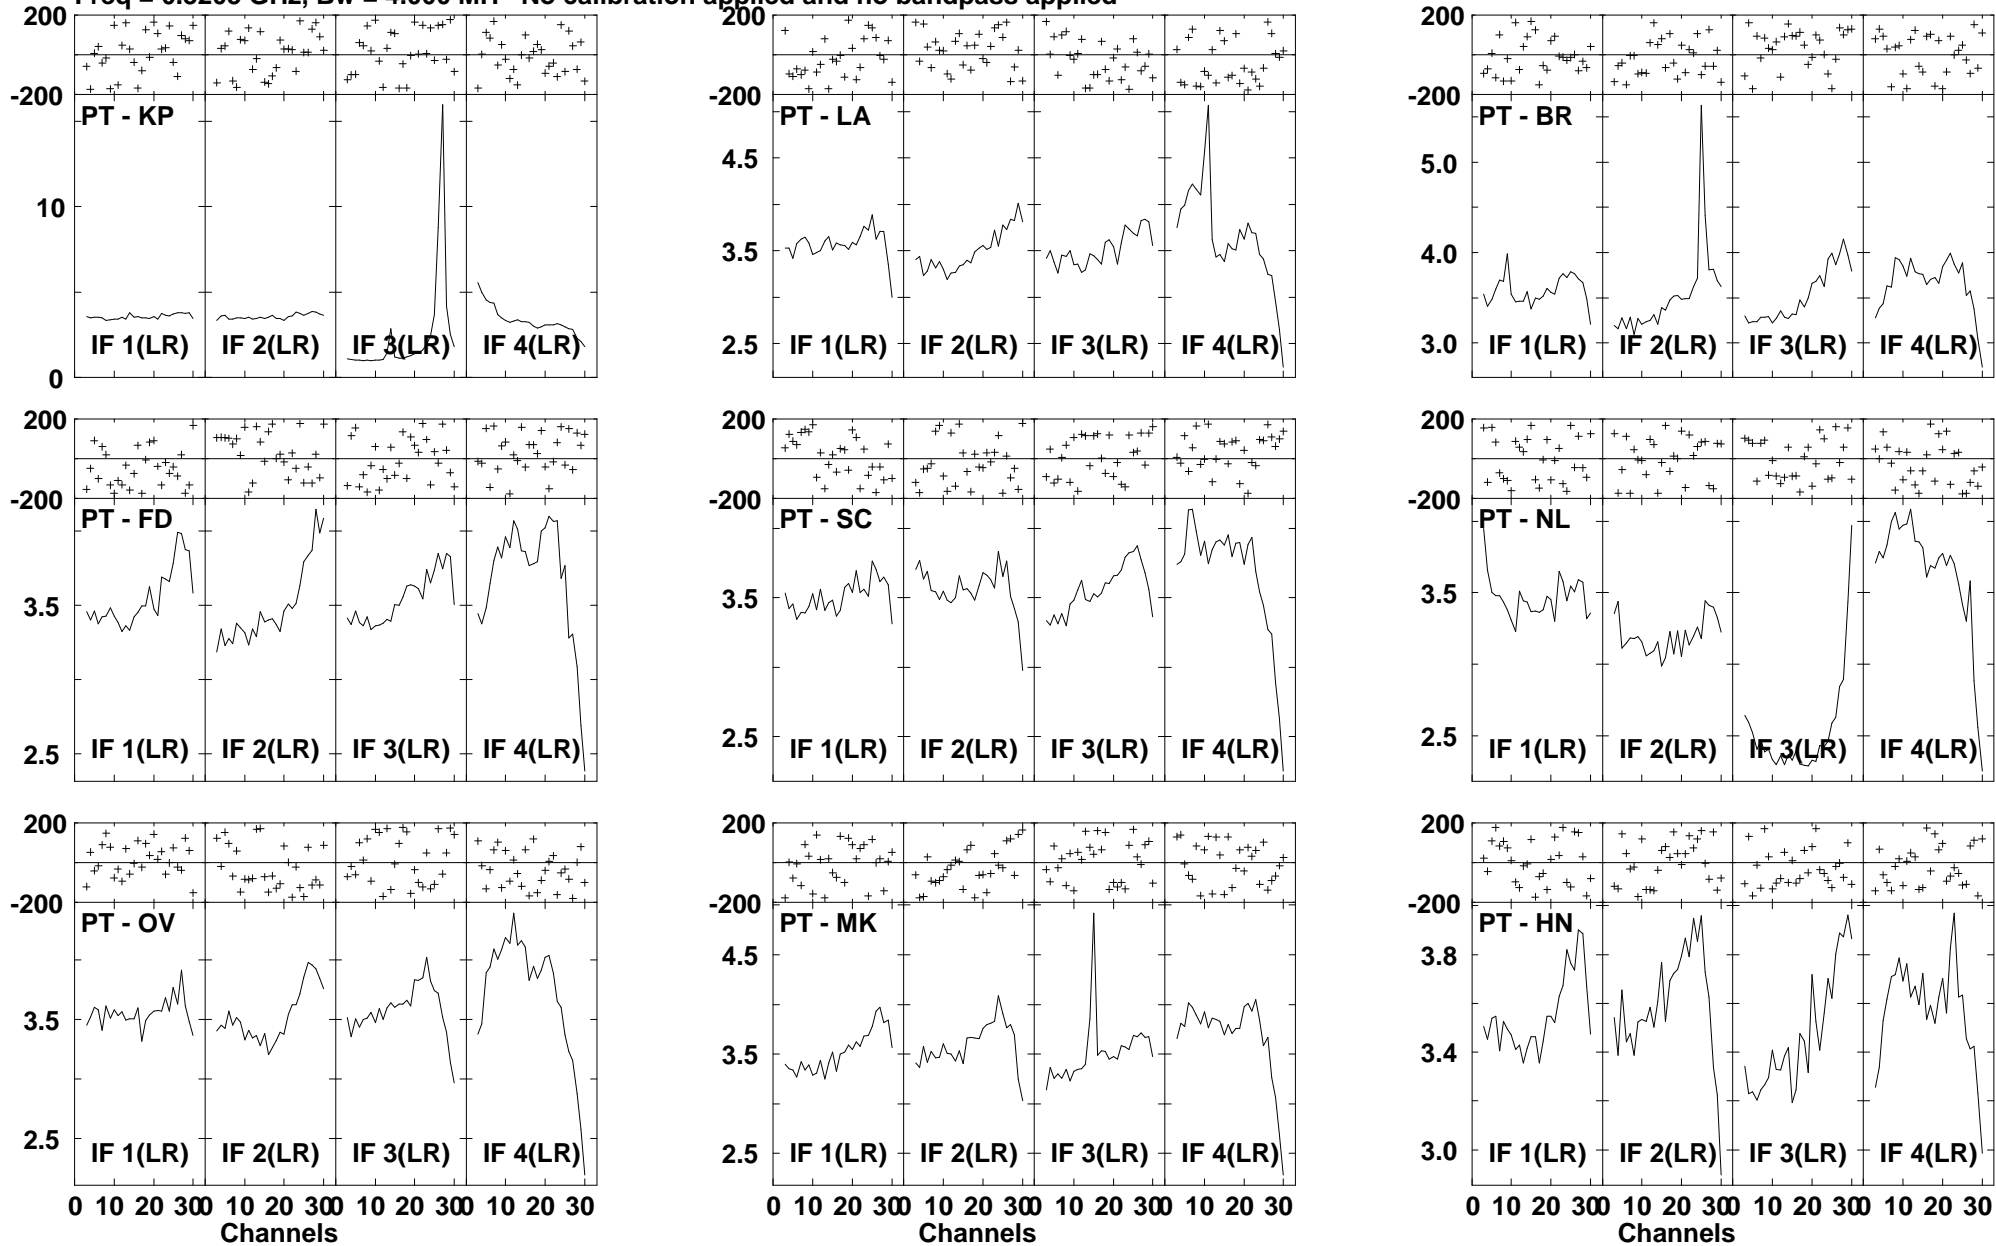 Freq = GHz, Bw = 4.000 MH No calibration applied and no bandpass applied
200
-200
PT - KP
10
0
IF 1(LR) IF 2(LR) IF 3(LR) IF 4(LR)
PT - LA
4.5
3.5
2.5
IF 1(LR) IF 2(LR) IF 3(LR) IF 4(LR)
200
-200
PT - BR
5.0
4.0
3.0
IF 1(LR) IF 2(LR) IF 3(LR) IF 4(LR)
200
-200
PT - FD
3.5
2.5
IF 1(LR) IF 2(LR) IF 3(LR) IF 4(LR)
200
-200
PT - SC
3.5
2.5
IF 1(LR) IF 2(LR) IF 3(LR) IF 4(LR)
200
-200
PT - NL
3.5
2.5
IF 1(LR) IF 2(LR) IF 3(LR) IF 4(LR)
200
-200
PT - OV
3.5
2.5
IF 1(LR) IF 2(LR) IF 3(LR) IF 4(LR)
0 10 20 30 0 10 20 30 0 10 20 30 0 10 20 30
Channels
200
-200
PT - MK
4.5
3.5
2.5
IF 1(LR) IF 2(LR) IF 3(LR) IF 4(LR)
0 10 20 30 0 10 20 30 0 10 20 30 0 10 20 30
Channels
200
-200
PT - HN
3.8
3.4
3.0
IF 1(LR) IF 2(LR) IF 3(LR) IF 4(LR)
0 10 20 30 0 10 20 30 0 10 20 30 0 10 20 30
Channels